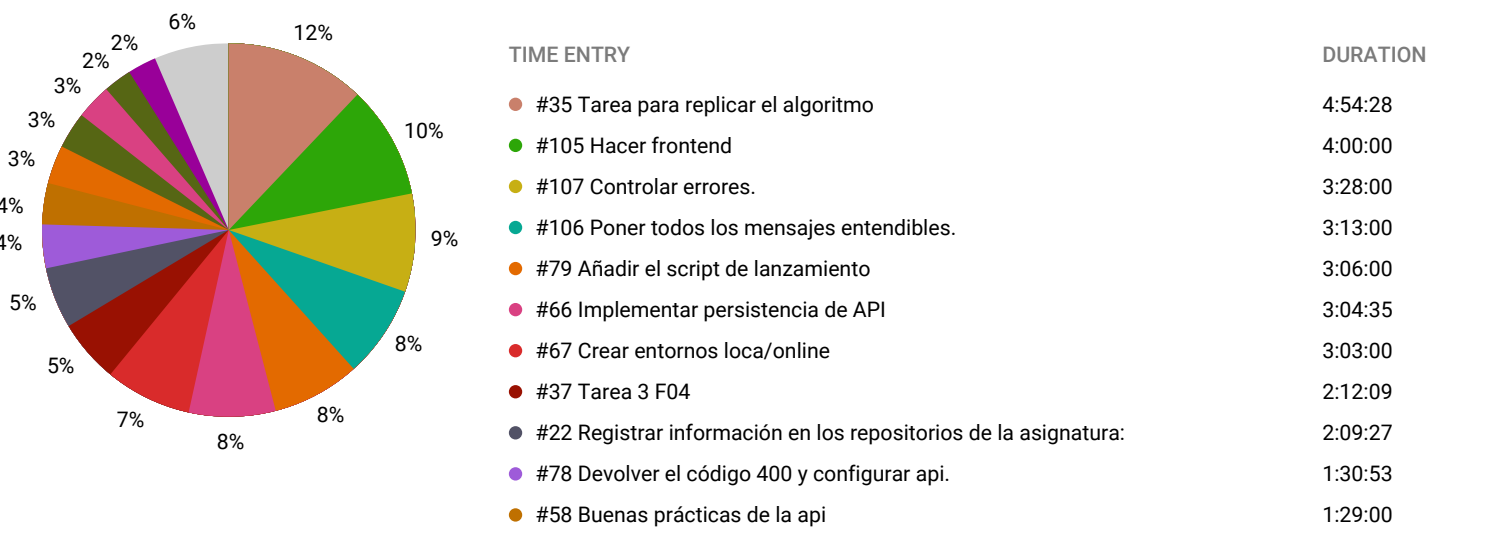 6%
12%
2%
2%
3%
3%
3%
4%
4%
5%
5%
7%
8%
8%
8%
9%
10%
TIME ENTRY DURATION
#35 Tarea para replicar el algoritmo 4:54:28
#105 Hacer frontend 4:00:00
#107 Controlar errores. 3:28:00
#106 Poner todos los mensajes entendibles. 3:13:00
#79 Añadir el script de lanzamiento 3:06:00
#66 Implementar persistencia de API 3:04:35
#67 Crear entornos loca/online 3:03:00
#37 Tarea 3 F04 2:12:09
#22 Registrar información en los repositorios de la asignatura: 2:09:27
#78 Devolver el código 400 y configurar api. 1:30:53
#58 Buenas prácticas de la api 1:29:00